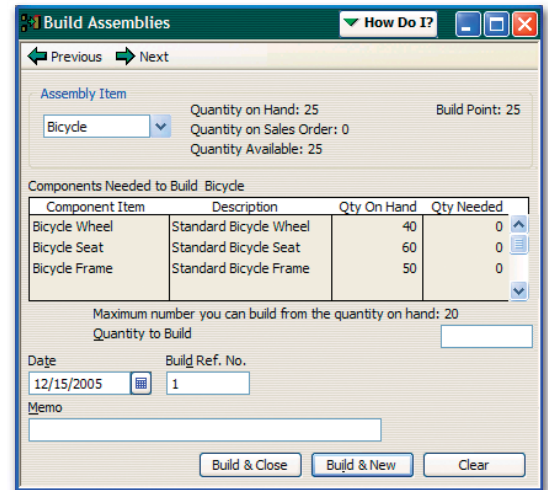 Build Assemblies How Do I?
Previous Next
Assembly Item
Bicycle
Quantity on Hand: 25 Build Point: 25
Quantity on Sales Order: 0
Quantity Available: 25
Components Needed to Build Bicycle
Component Item Description Qty On Hand Qty Needed
Bicycle Wheel Standard Bicycle Wheel 40 0
Bicycle Seat Standard Bicycle Seat 60 0
Bicycle Frame Standard Bicycle Frame 50 0
Maximum number you can build from the quantity on hand: 20
Quantity to Build
Date Build Ref. No.
12/15/2005 1
Memo
Build & Close Build & New Clear